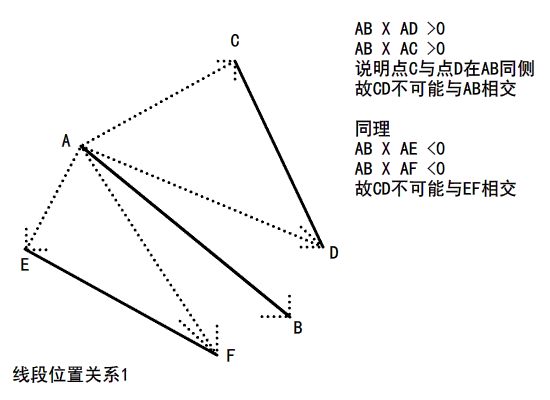 AB X AD >0
AB X AC >0
说明点C与点D在AB同侧
故CD不可能与AB相交
同理
AB X AE <0
AB X AF <0
故CD不可能与EF相交
C
A
D
E
B
F
线段位置关系1